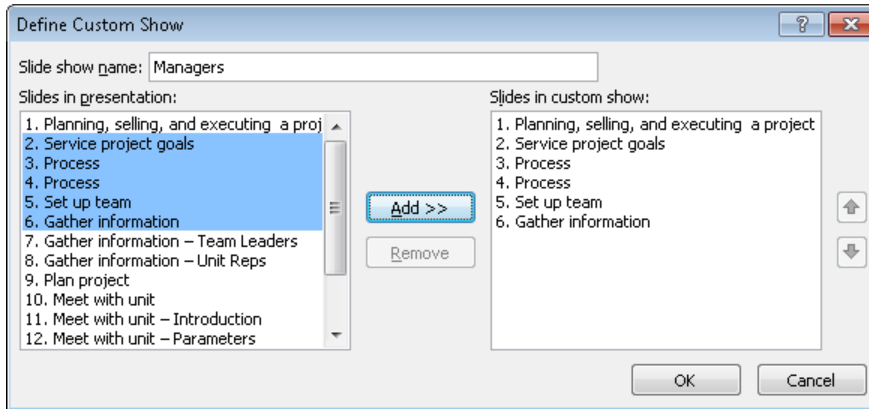 Define Custom Show
?
Slide show name: Managers
Slides in presentation:
1. Planning, selling, and executing  a proj
2. Service project goals
3. Process
4. Process
5. Set up team
6. Gather information
7. Gather information – Team Leaders
8. Gather information – Unit Reps
9. Plan project
10. Meet with unit
11. Meet with unit – Introduction
12. Meet with unit – Parameters
Add >>
Remove
Slides in custom show:
1. Planning, selling, and executing  a project
2. Service project goals
3. Process
4. Process
5. Set up team
6. Gather information
OK
Cancel